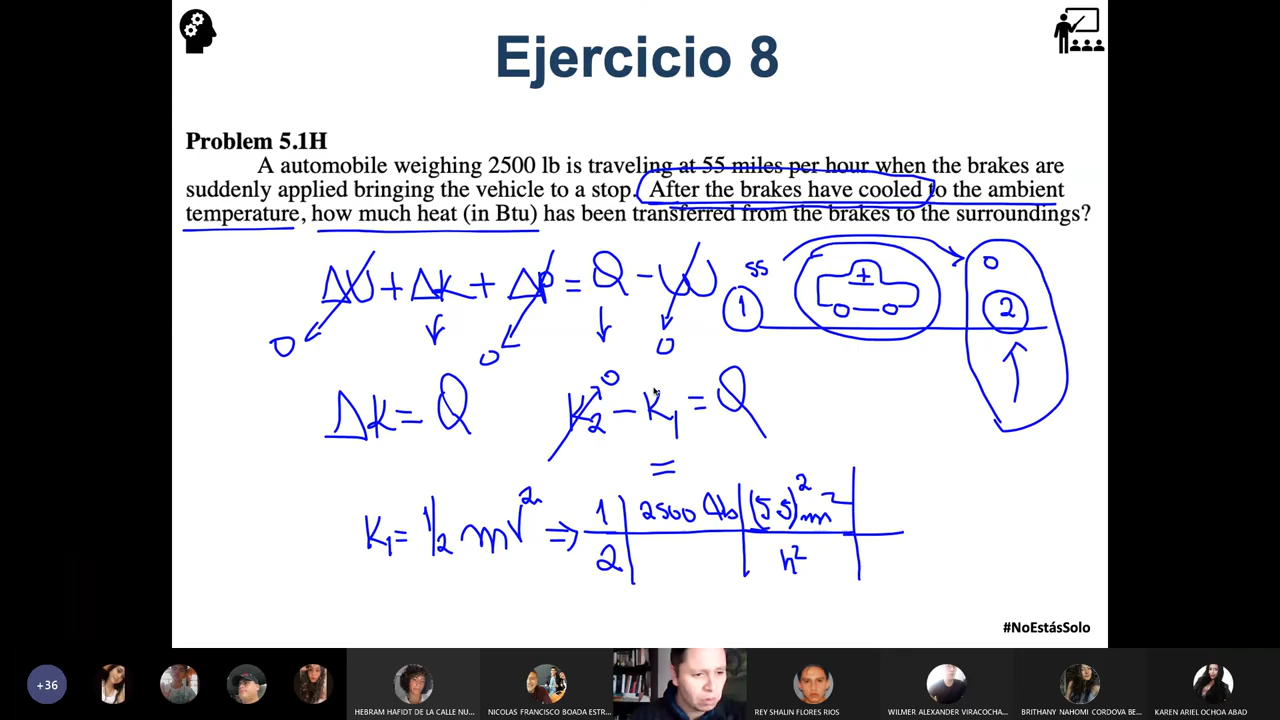 Ejercicio 8
Problem 5.1H
A automobile weighing 2500 lb is traveling at 55 miles per hour when the brakes are
suddenly applied bringing the vehicle to a stop. After the brakes have cooled to the ambient
temperature, how much heat (in Btu) has been transferred from the brakes to the surroundings?
ΔU + Δk + Δp = Q - W
0 0 0
55 1 0 2
Δk = Q
k2 - k1 = Q
0
=
k1 = 1/2 mv² ⇒ 1/2 | 2500 lb | (55)² m² / h²
#NoEstásSolo
+36
HEBRAM HAFIDT DE LA CALLE NU...
NICOLAS FRANCISCO BOADA ESTR...
REY SHALIN FLORES RIOS
WILMER ALEXANDER VIRACOCHA...
BRITHANY NAHOMI CORDOVA BE...
KAREN ARIEL OCHOA ABAD